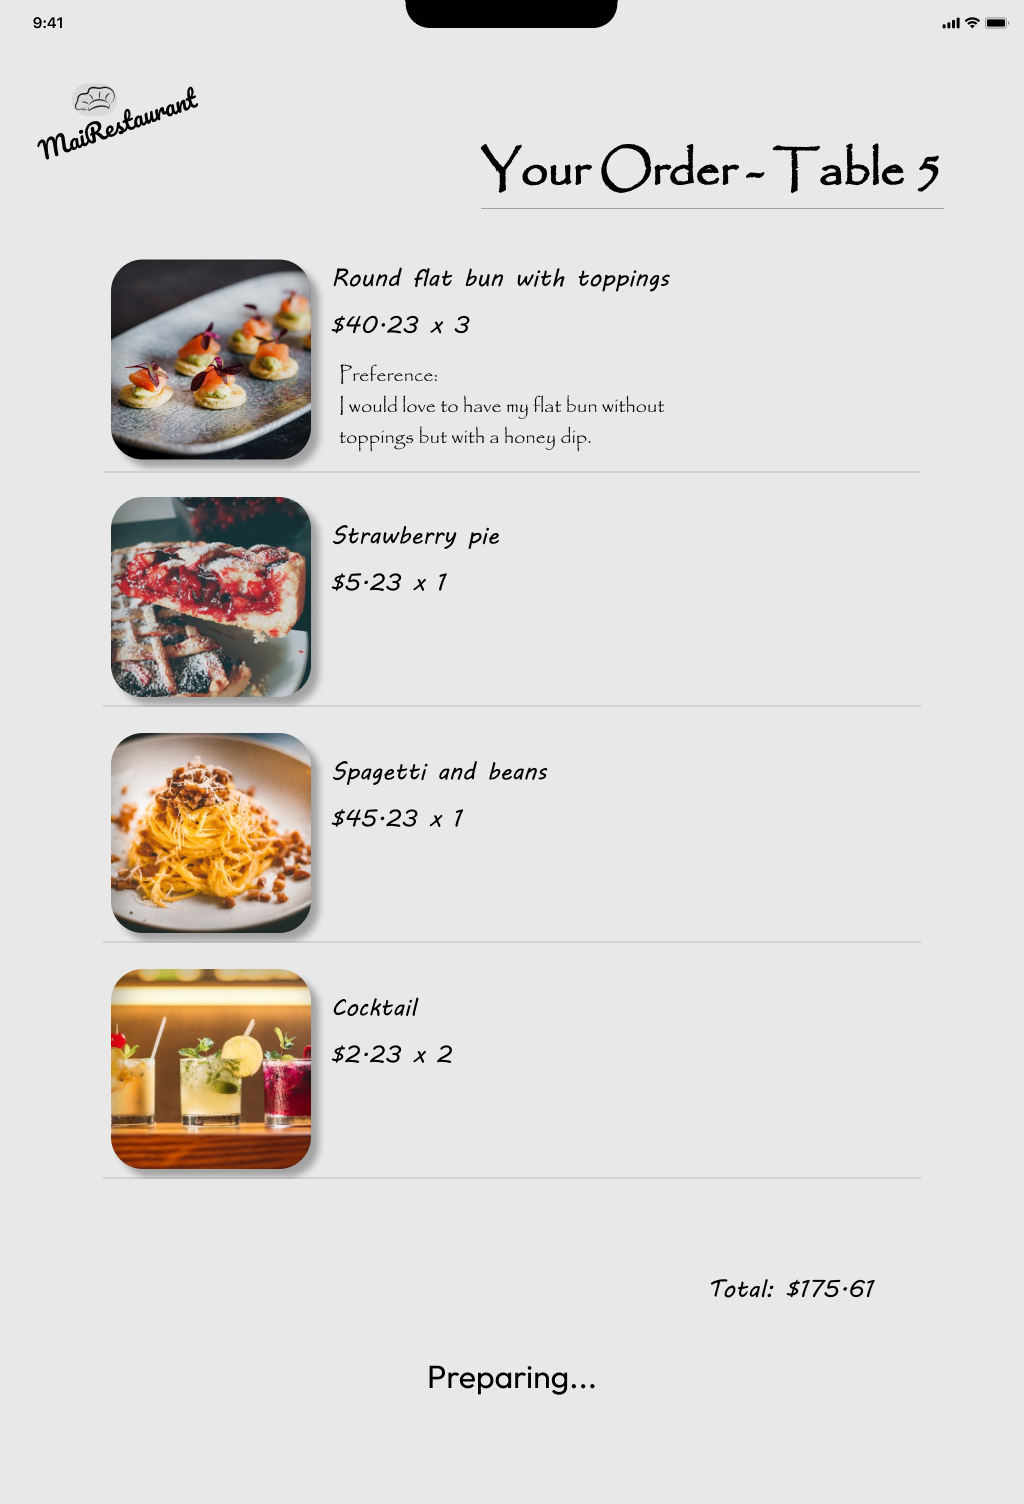 9:41
MaiRestaurant
Your Order - Table 5
Round flat bun with toppings
$40.23 x 3
Preference:
I would love to have my flat bun without
toppings but with a honey dip.
Strawberry pie
$5.23 x 1
Spagetti and beans
$45.23 x 1
Cocktail
$2.23 x 2
Total: $175.61
Preparing...